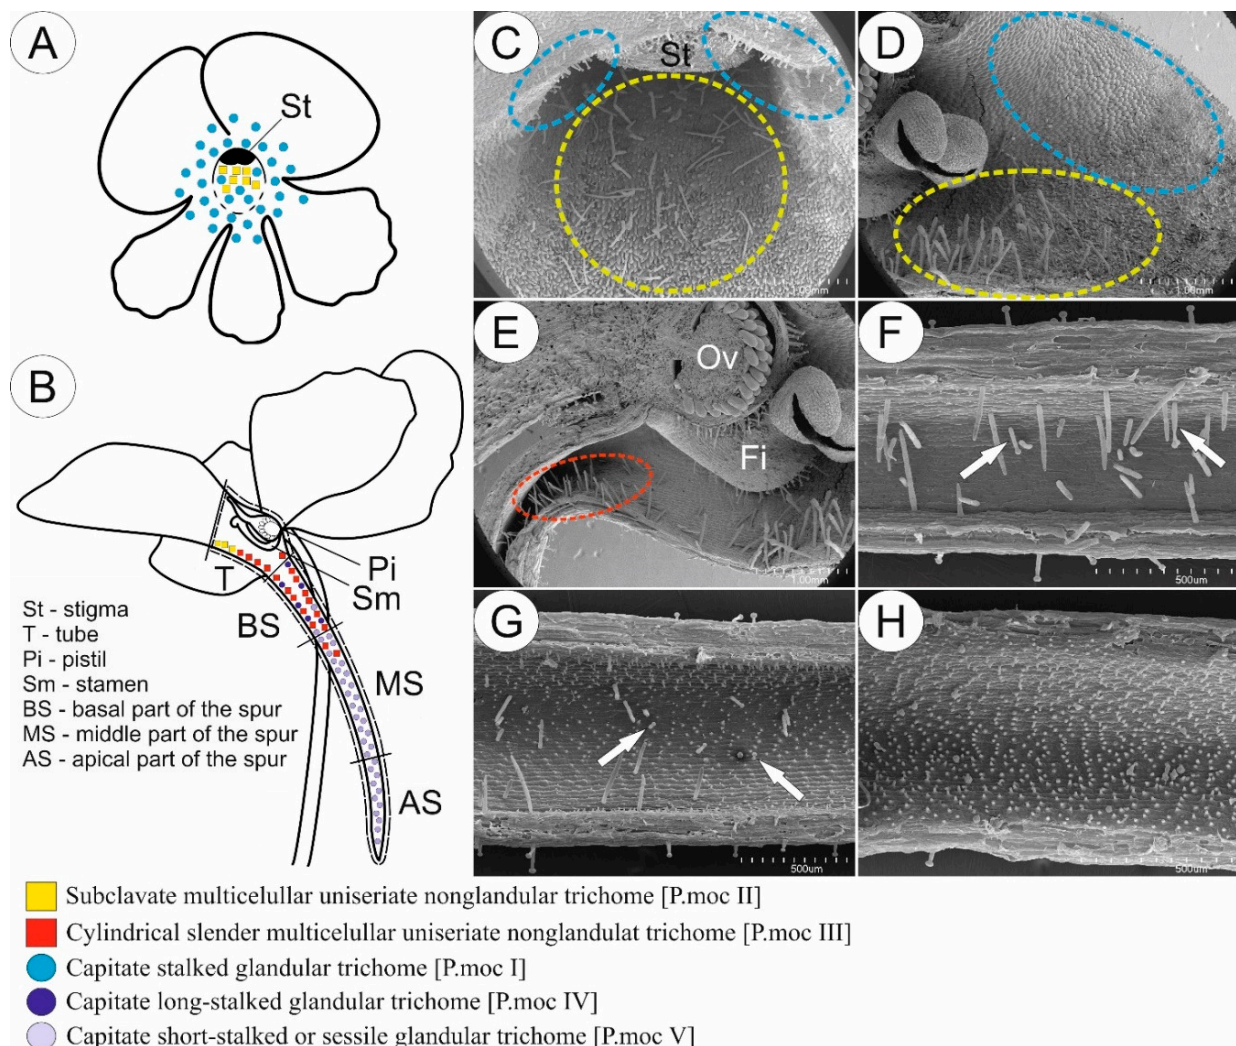 A
St
B
Pi
Sm
T
BS
MS
AS
St - stigma
T - tube
Pi - pistil
Sm - stamen
BS - basal part of the spur
MS - middle part of the spur
AS - apical part of the spur
C
St
1.00mm
D
1.00mm
E
Ov
Fi
1.00mm
F
500um
G
500um
H
500um
Subclavate multicelullar uniseriate nonglandular trichome [P.moc II]
Cylindrical slender multicelullar uniseriate nonglandulat trichome [P.moc III]
Capitate stalked glandular trichome [P.moc I]
Capitate long-stalked glandular trichome [P.moc IV]
Capitate short-stalked or sessile glandular trichome [P.moc V]